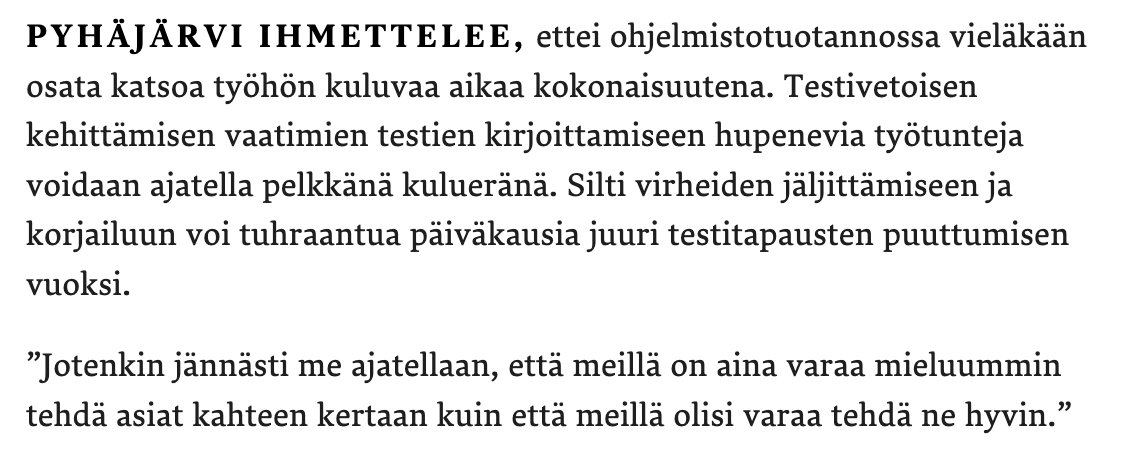 PYHÄJÄRVI IHMETTELEE, ettei ohjelmistotuotannossa vieläkään
osata katsoa työhön kuluvaa aikaa kokonaisuutena. Testivetoisen
kehittämisen vaatimien testien kirjoittamiseen hupenevia työtunteja
voidaan ajatella pelkkänä kulueränä. Silti virheiden jäljittämiseen ja
korjailuun voi tuhraantua päiväkausia juuri testitapausten puuttumisen
vuoksi.
”Jotenkin jännästi me ajatellaan, että meillä on aina varaa mieluummin
tehdä asiat kahteen kertaan kuin että meillä olisi varaa tehdä ne hyvin.”